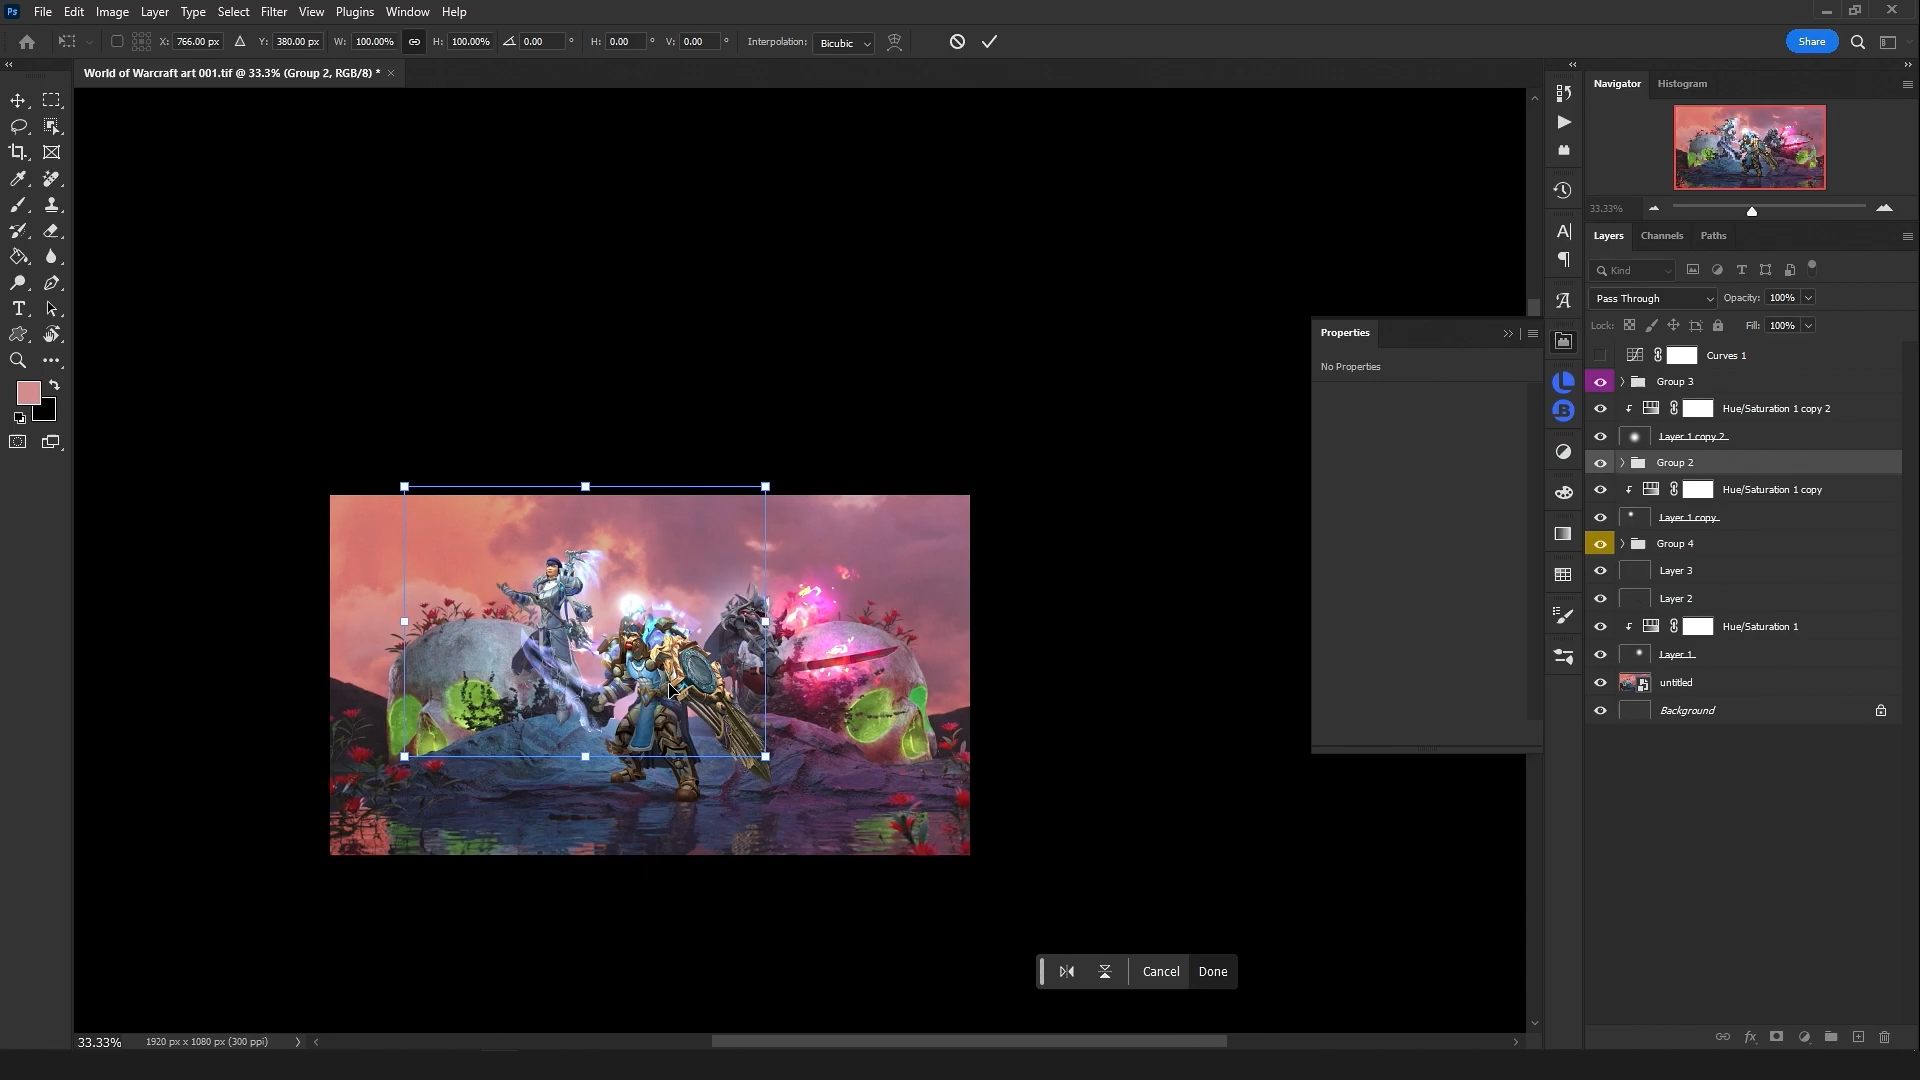 Ps File Edit Image Layer Type Select Filter View Plugins Window Help
X: 766.00 px Y: 380.00 px W: 100.00% H: 100.00% 0.00 ° H: 0.00 ° V: 0.00 ° Interpolation: Bicubic Share
World of Warcraft art 001.tif @ 33.3% (Group 2, RGB/8) *
Navigator Histogram
33.33%
Layers Channels Paths
Kind
Pass Through Opacity: 100%
Lock: Fill: 100%
Curves 1
Group 3
Hue/Saturation 1 copy 2
Layer 1 copy 2
Group 2
Hue/Saturation 1 copy
Layer 1 copy
Group 4
Layer 3
Layer 2
Hue/Saturation 1
Layer 1
untitled
Background
Properties
No Properties
Cancel Done
33.33% 1920 px x 1080 px (300 ppi)